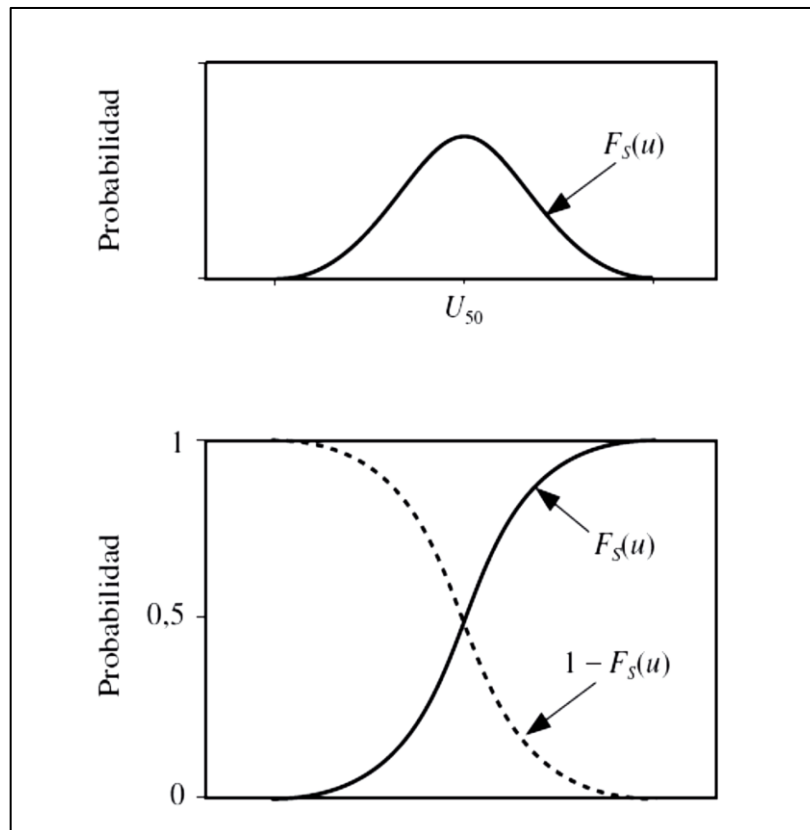 Probabilidad
F_S(u)
U_50
Probabilidad
1
0,5
0
F_S(u)
1 – F_S(u)